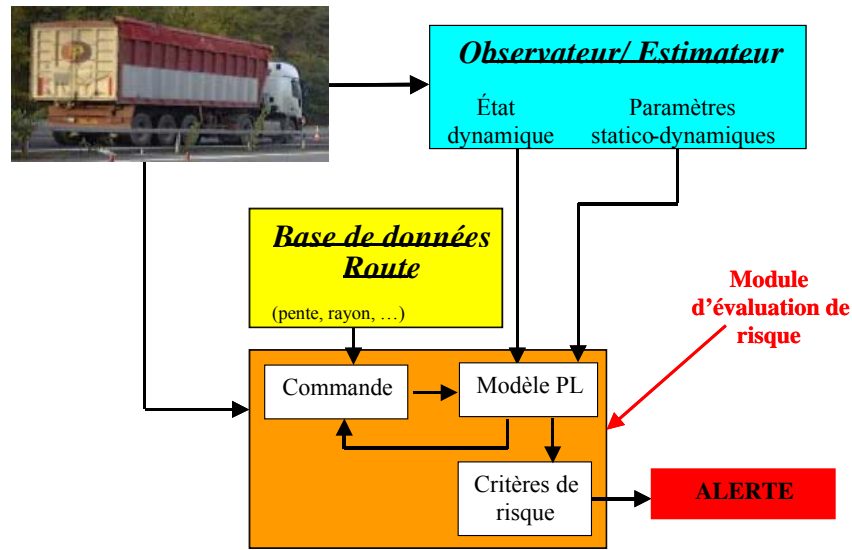 Observateur/ Estimateur
État
dynamique
Paramètres
statico-dynamiques
Base de données
Route
(pente, rayon, …)
Module
d’évaluation de
risque
Commande
Modèle PL
Critères de
risque
ALERTE